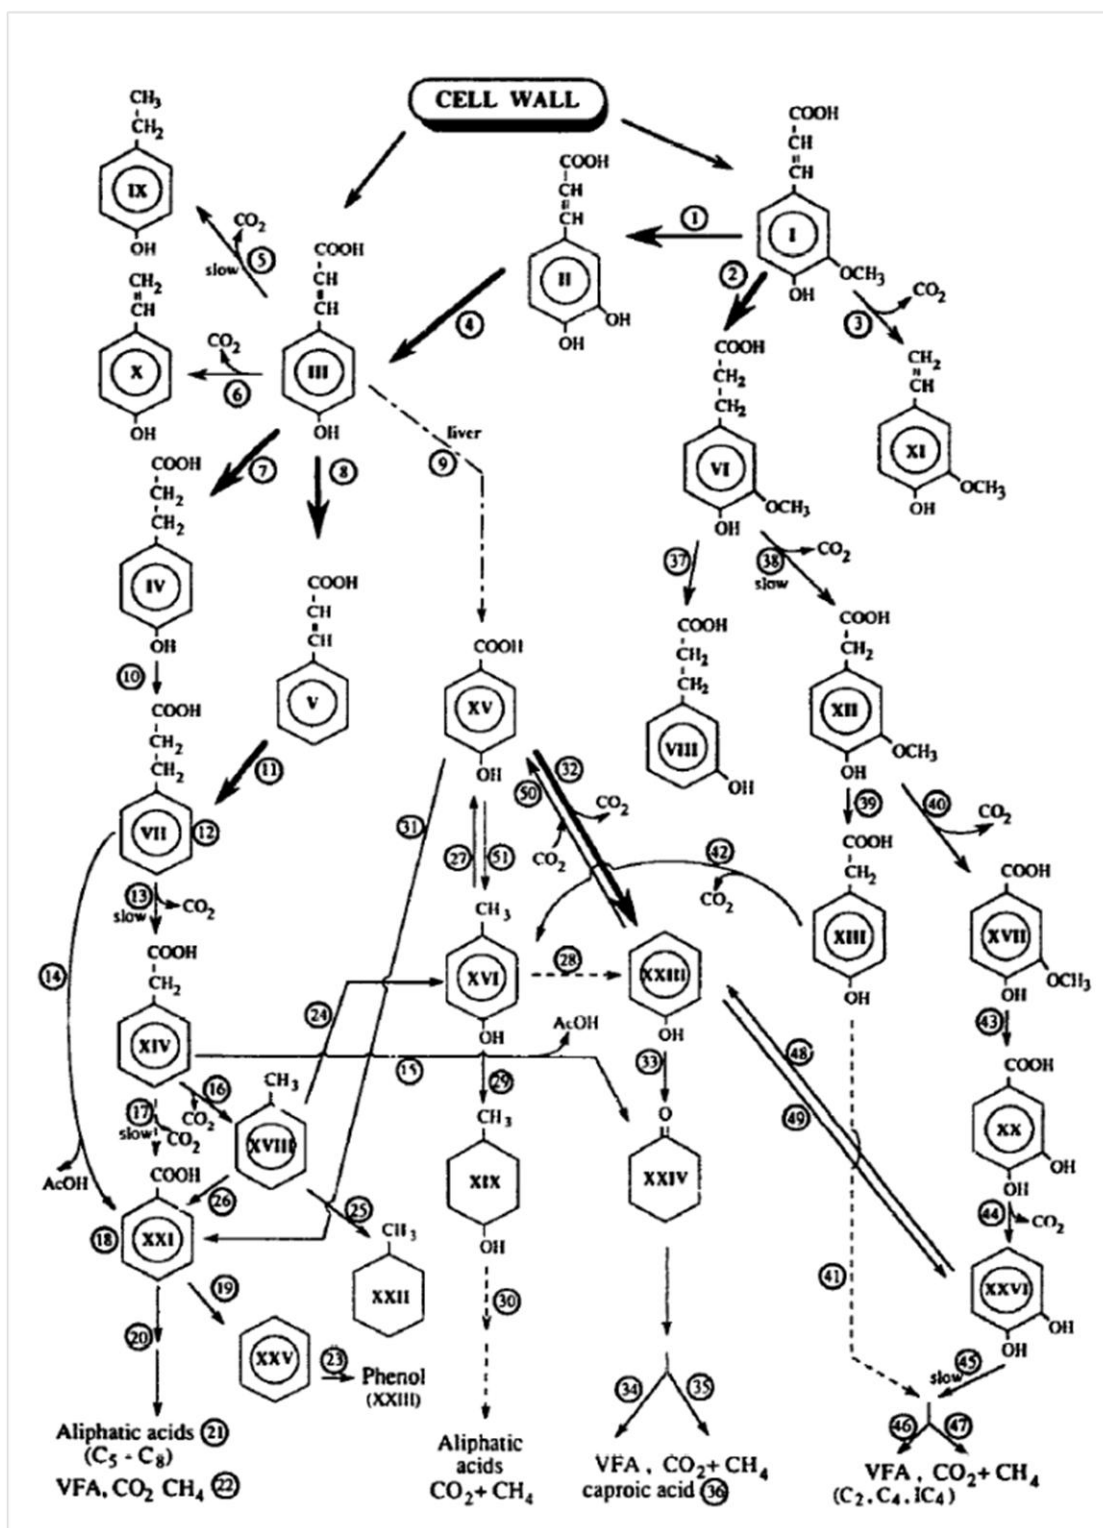 CELL WALL
CH3
CH2
IX
OH
CO2
slow
5
CH2
CH
X
OH
CO2
6
COOH
CH
CH
III
OH
COOH
CH
CH
II
OH
OH
1
4
COOH
CH
CH
I
OCH3
OH
2
3
CO2
CH2
CH
XI
OCH3
OH
COOH
CH2
CH2
VI
OCH3
OH
7
8
liver
9
COOH
CH2
CH2
IV
OH
10
COOH
CH
CH
V
11
COOH
CH2
CH2
VII
12
13
slow
CO2
14
COOH
XV
OH
31
27
51
50
32
CO2
CO2
37
38
slow
CO2
COOH
CH2
CH2
VIII
OH
COOH
CH2
XII
OCH3
OH
39
40
CO2
42
CO2
COOH
CH2
XIII
OH
COOH
XVII
OCH3
OH
43
COOH
CH2
XIV
15
AcOH
16
CO2
17
slow
CO2
AcOH
CH3
XVIII
24
25
26
CH3
XVI
OH
28
29
XXIII
OH
33
48
49
COOH
XX
OH
OH
44
CO2
COOH
18
XXI
19
20
CH3
XXII
CH3
XIX
OH
30
O
XXIV
41
XXVI
OH
OH
45
slow
XXV
23
Phenol
(XXIII)
34
35
46
47
Aliphatic acids 21
(C5 - C8)
VFA, CO2 CH4 22
Aliphatic
acids
CO2 + CH4
VFA, CO2 + CH4
caproic acid 36
VFA, CO2 + CH4
(C2, C4, IC4)